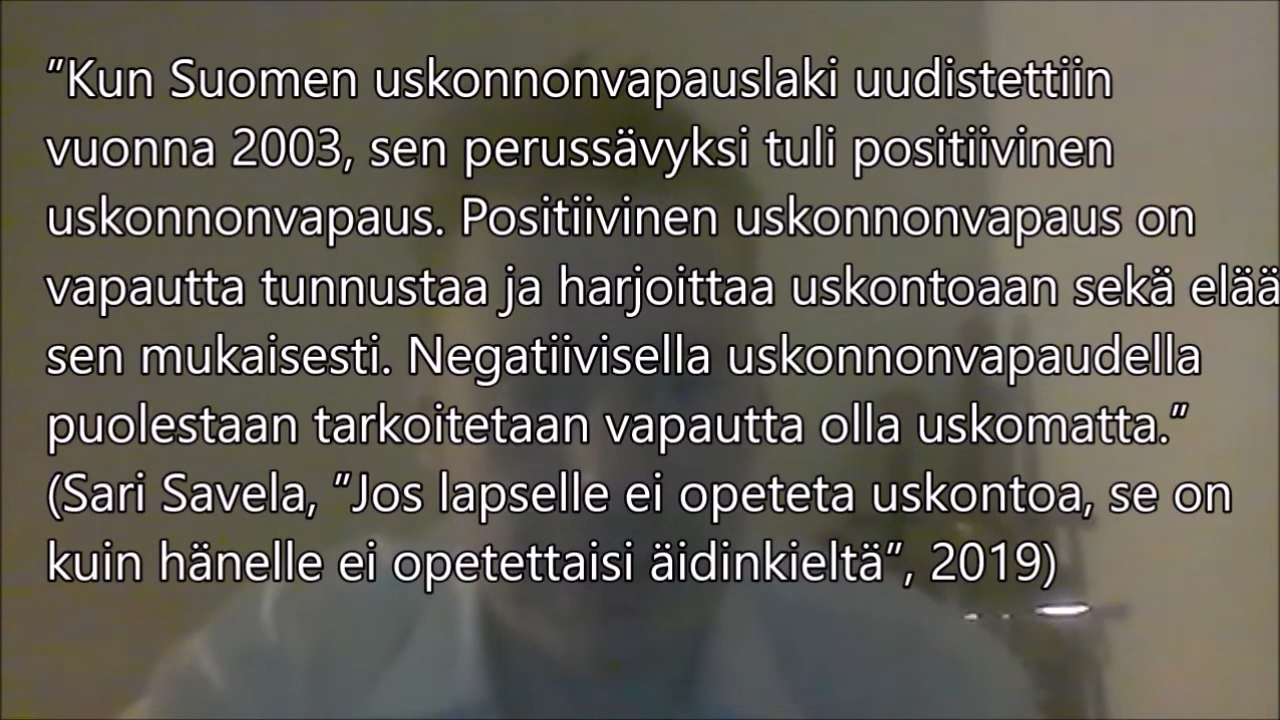 ”Kun Suomen uskonnonvapauslaki uudistettiin
vuonna 2003, sen perussävyksi tuli positiivinen
uskonnonvapaus. Positiivinen uskonnonvapaus on
vapautta tunnustaa ja harjoittaa uskontoaan sekä elää
sen mukaisesti. Negatiivisella uskonnonvapaudella
puolestaan tarkoitetaan vapautta olla uskomatta.”
(Sari Savela, ”Jos lapselle ei opeteta uskontoa, se on
kuin hänelle ei opetettaisi äidinkieltä”, 2019)